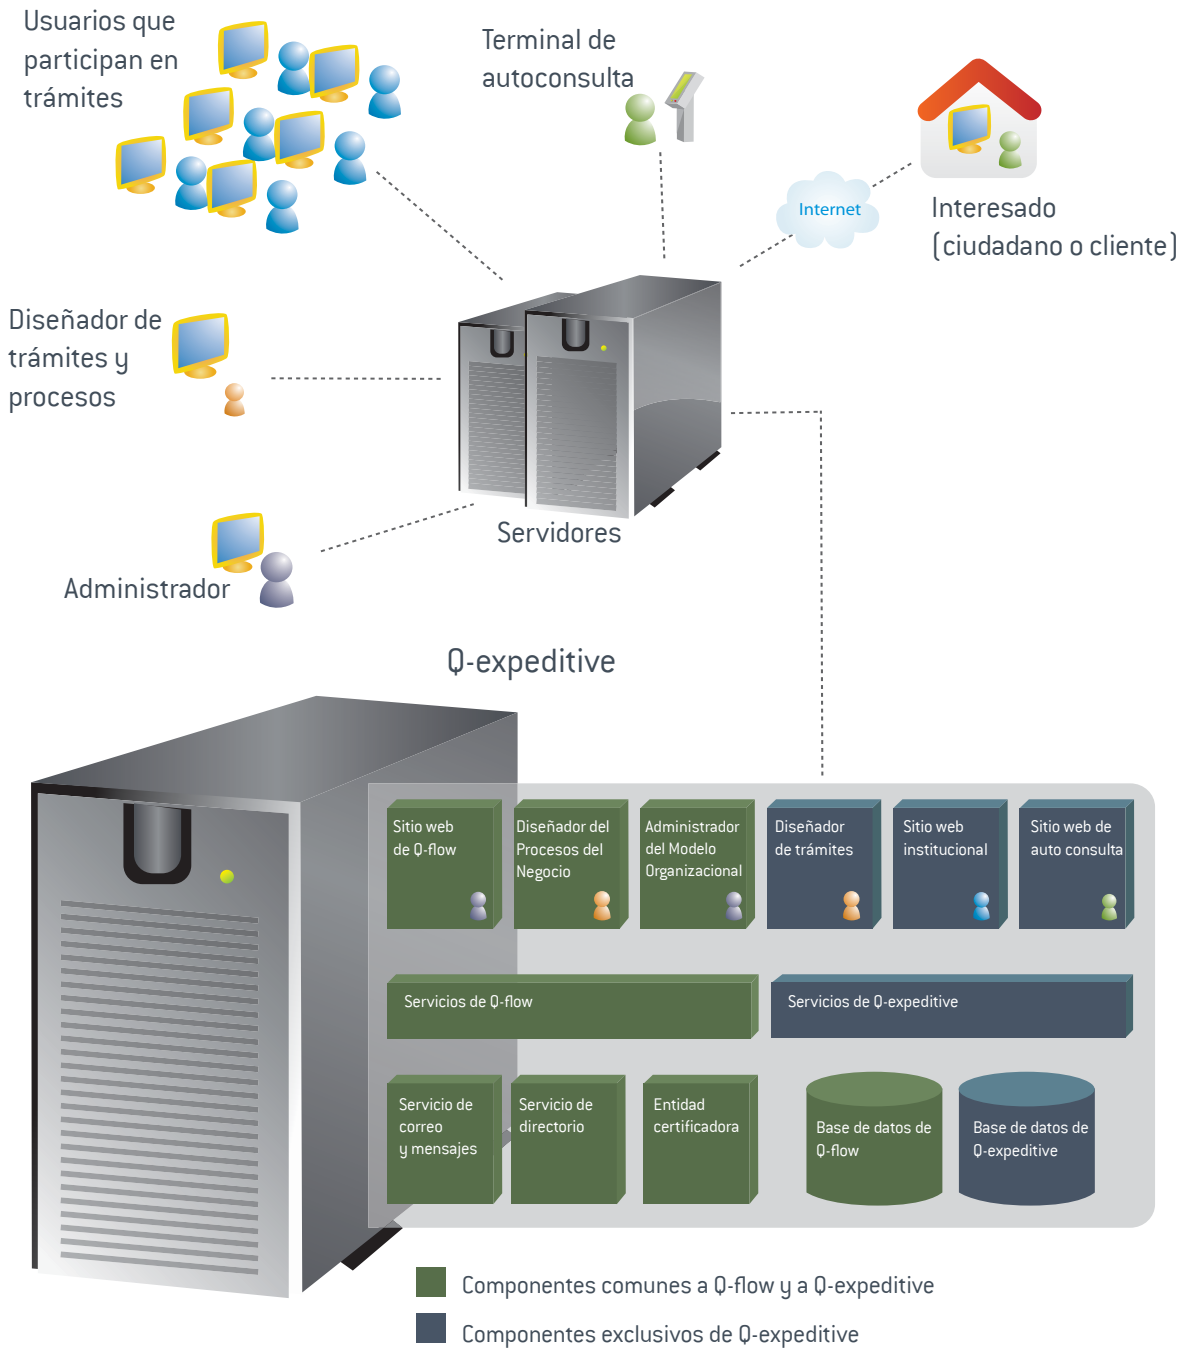 Usuarios que
participan en
trámites
Terminal de
autoconsulta
Internet
Interesado
(ciudadano o cliente)
Diseñador de
trámites y
procesos
Servidores
Administrador
Q-expeditive
Sitio web
de Q-flow
Diseñador del
Procesos del
Negocio
Administrador
del Modelo
Organizacional
Diseñador
de trámites
Sitio web
institucional
Sitio web de
auto consulta
Servicios de Q-flow
Servicios de Q-expeditive
Servicio de
correo
y mensajes
Servicio de
directorio
Entidad
certificadora
Base de datos de
Q-flow
Base de datos de
Q-expeditive
Componentes comunes a Q-flow y a Q-expeditive
Componentes exclusivos de Q-expeditive